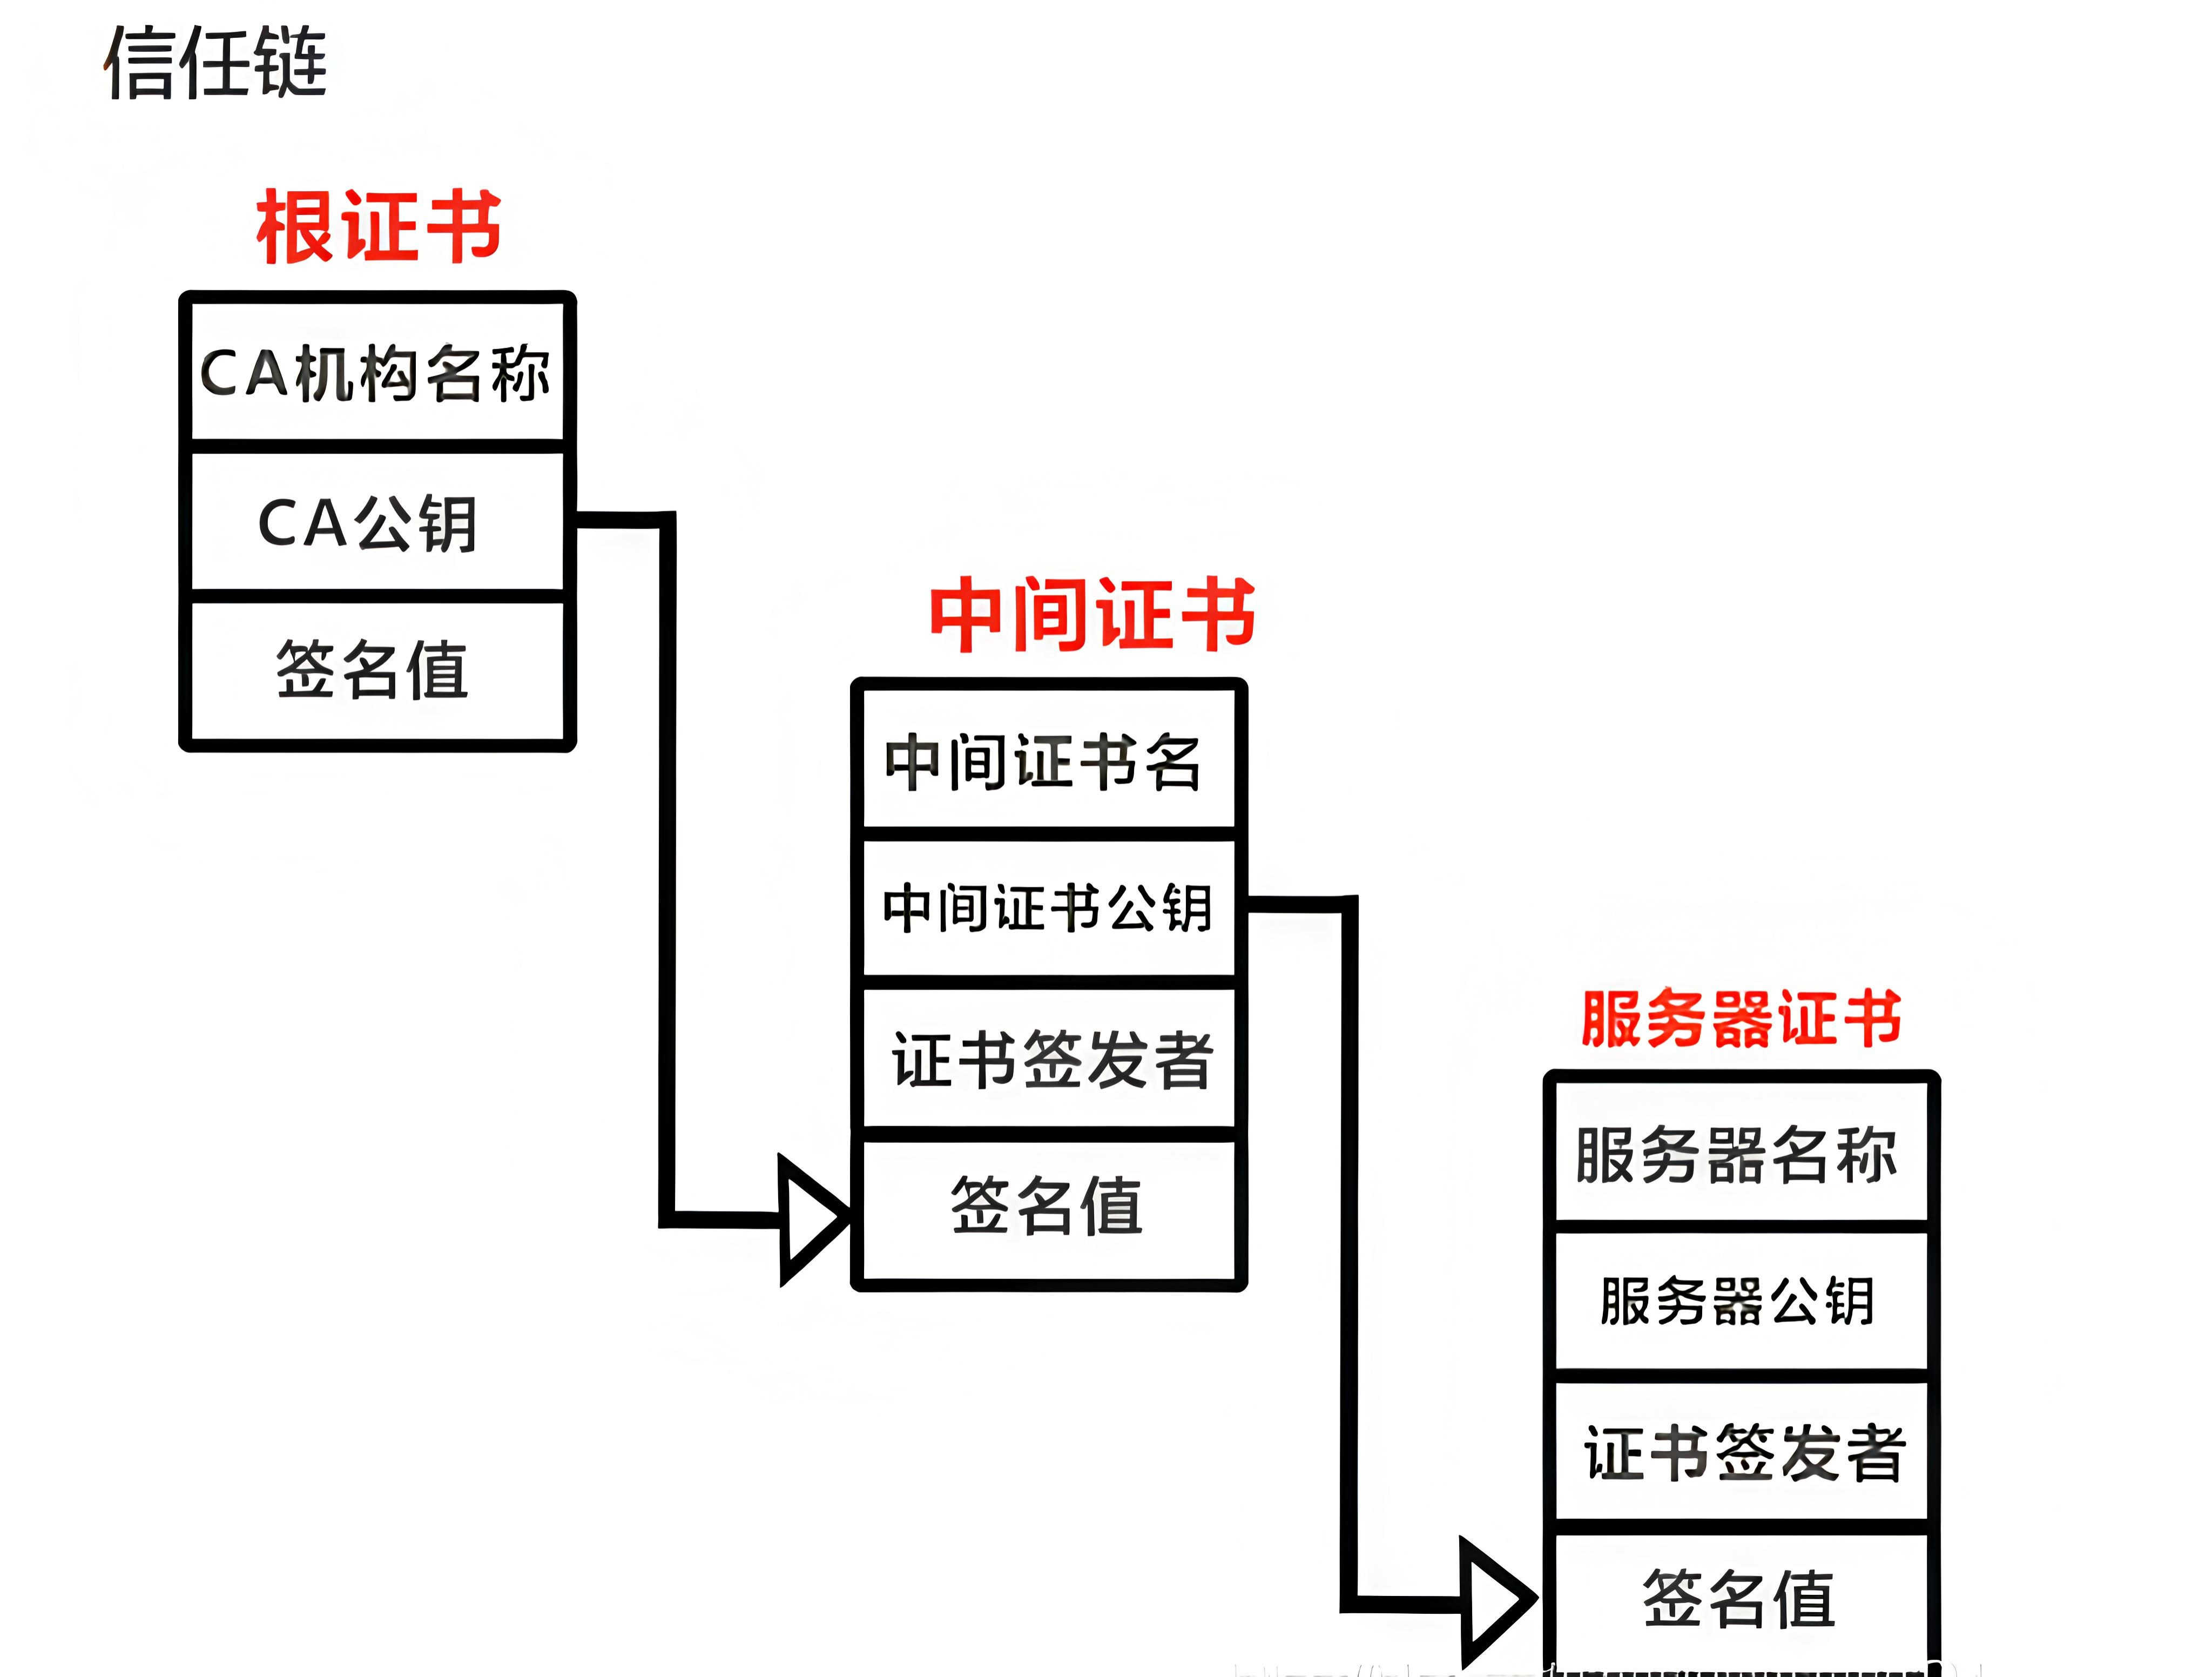 信任链
根证书
CA机构名称
CA公钥
签名值
中间证书
中间证书名
中间证书公钥
证书签发者
签名值
服务器证书
服务器名称
服务器公钥
证书签发者
签名值